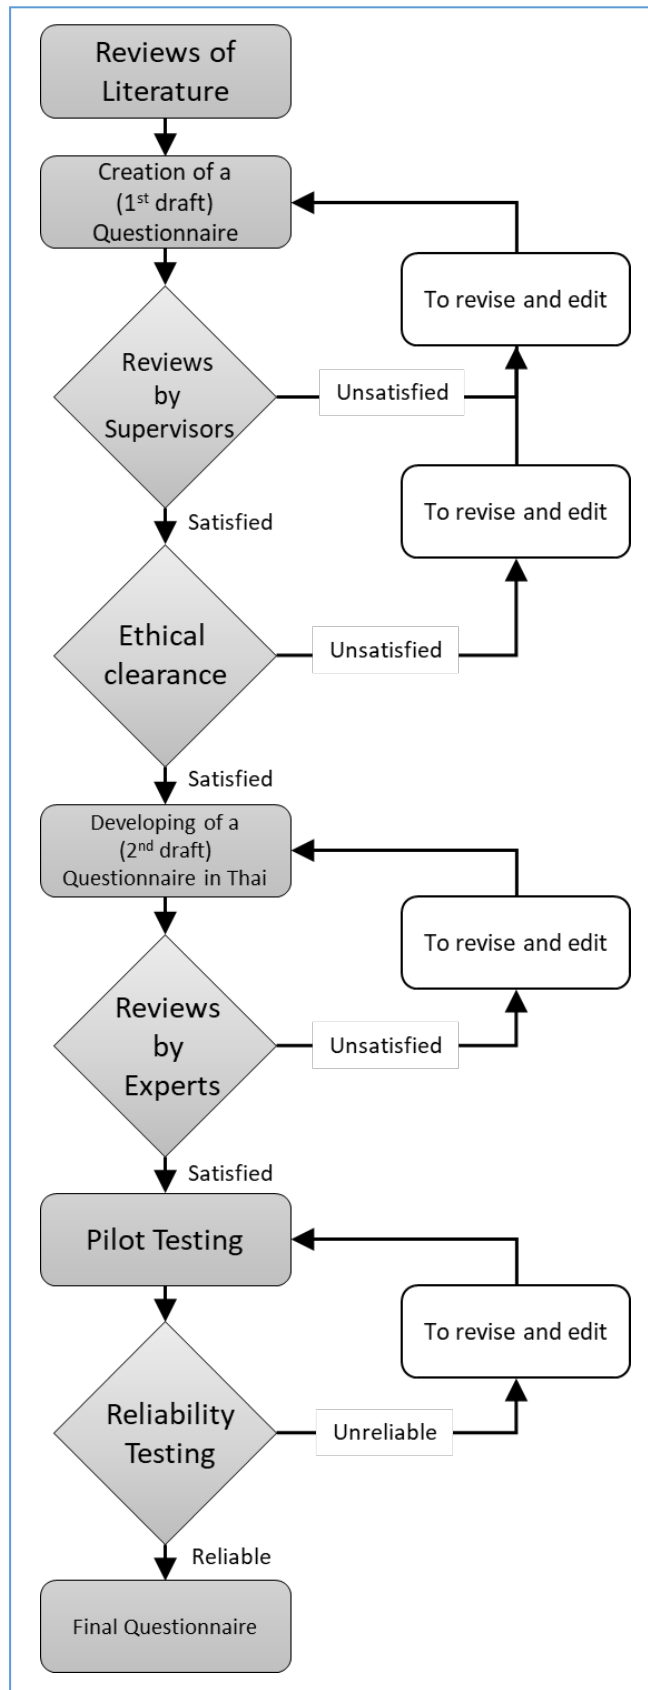 Reviews of
Literature
Creation of a
(1st draft)
Questionnaire
To revise and edit
Reviews
by
Supervisors
Unsatisfied
To revise and edit
Satisfied
Ethical
clearance
Unsatisfied
Satisfied
Developing of a
(2nd draft)
Questionnaire in Thai
To revise and edit
Reviews
by
Experts
Unsatisfied
Satisfied
Pilot Testing
To revise and edit
Reliability
Testing
Unreliable
Reliable
Final Questionnaire